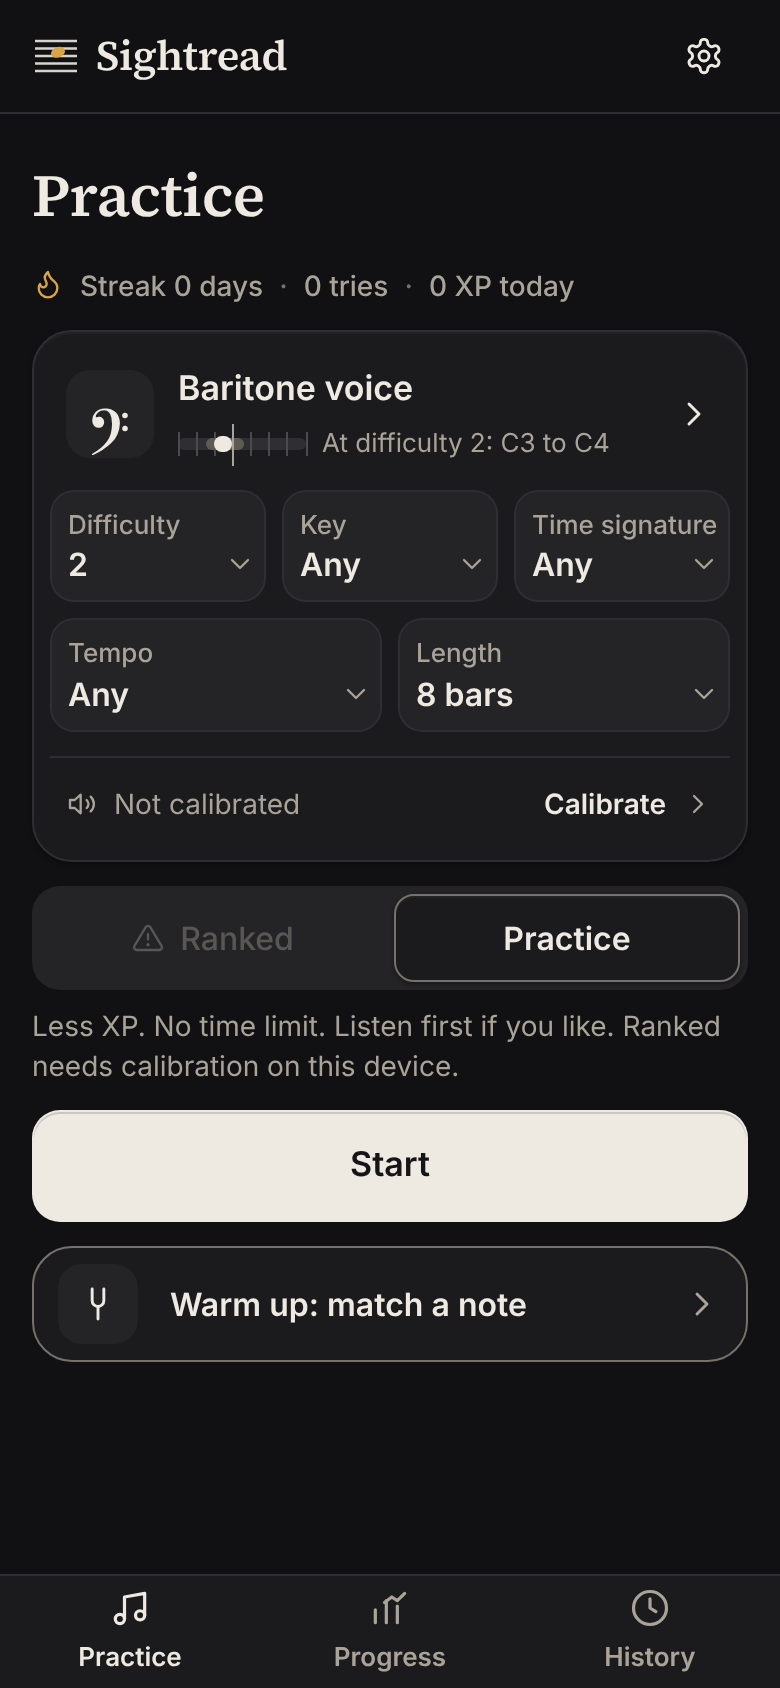 Sightread
Practice
Streak 0 days · 0 tries · 0 XP today
Baritone voice
At difficulty 2: C3 to C4
Difficulty
2
Key
Any
Time signature
Any
Tempo
Any
Length
8 bars
Not calibrated
Calibrate
Ranked
Practice
Less XP. No time limit. Listen first if you like. Ranked
needs calibration on this device.
Start
Warm up: match a note
Practice
Progress
History